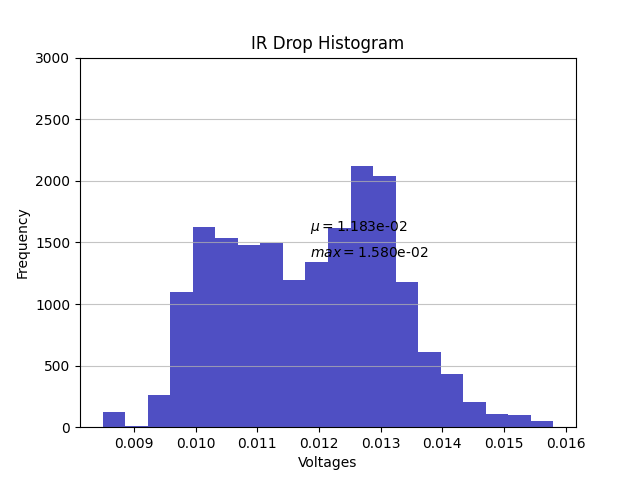 IR Drop Histogram
3000
2500
2000
1500
1000
500
0
Frequency
μ = 1.183e-02
max = 1.580e-02
0.009 0.010 0.011 0.012 0.013 0.014 0.015 0.016
Voltages